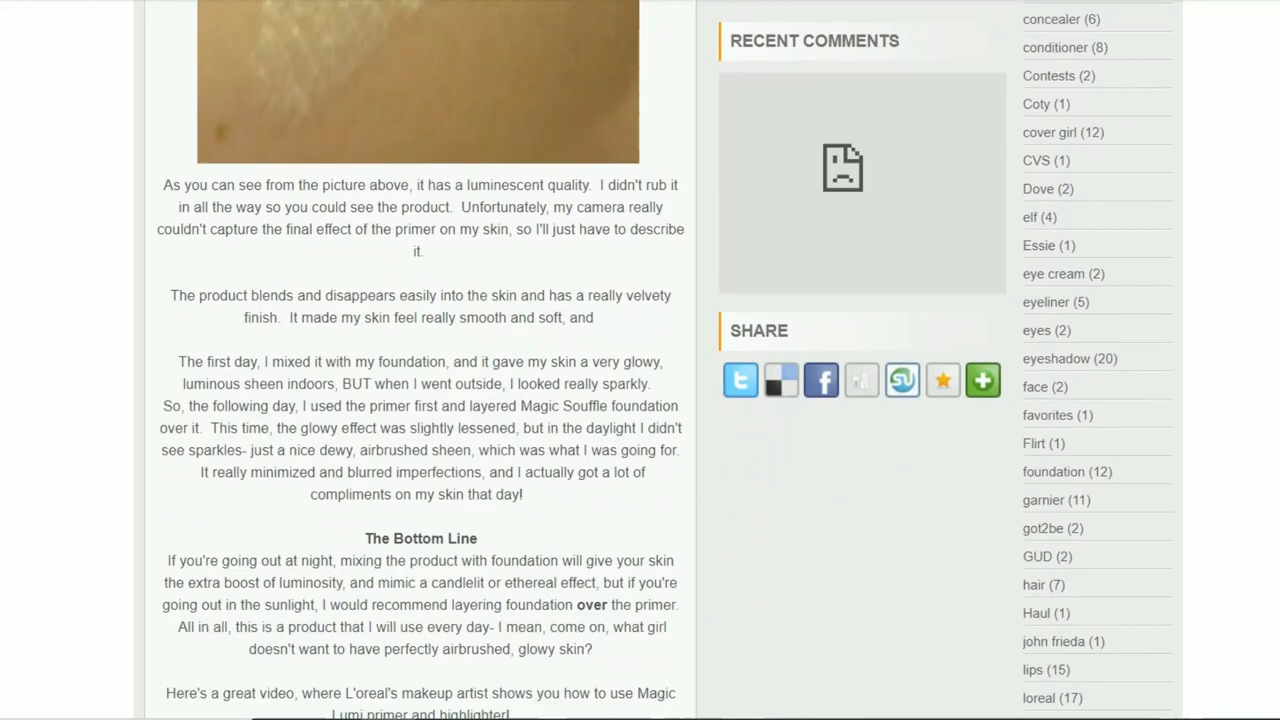 As you can see from the picture above, it has a luminescent quality.  I didn't rub it
in all the way so you could see the product.  Unfortunately, my camera really
couldn't capture the final effect of the primer on my skin, so I'll just have to describe
it.
The product blends and disappears easily into the skin and has a really velvety
finish.  It made my skin feel really smooth and soft, and
The first day, I mixed it with my foundation, and it gave my skin a very glowy,
luminous sheen indoors, BUT when I went outside, I looked really sparkly.
So, the following day, I used the primer first and layered Magic Souffle foundation
over it.  This time, the glowy effect was slightly lessened, but in the daylight I didn't
see sparkles- just a nice dewy, airbrushed sheen, which was what I was going for.
It really minimized and blurred imperfections, and I actually got a lot of
compliments on my skin that day!
The Bottom Line
If you're going out at night, mixing the product with foundation will give your skin
the extra boost of luminosity, and mimic a candlelit or ethereal effect, but if you're
going out in the sunlight, I would recommend layering foundation over the primer.
All in all, this is a product that I will use every day- I mean, come on, what girl
doesn't want to have perfectly airbrushed, glowy skin?
Here's a great video, where L'oreal's makeup artist shows you how to use Magic
Lumi primer and highlighter!
RECENT COMMENTS
SHARE
concealer (6)
conditioner (8)
Contests (2)
Coty (1)
cover girl (12)
CVS (1)
Dove (2)
elf (4)
Essie (1)
eye cream (2)
eyeliner (5)
eyes (2)
eyeshadow (20)
face (2)
favorites (1)
Flirt (1)
foundation (12)
garnier (11)
got2be (2)
GUD (2)
hair (7)
Haul (1)
john frieda (1)
lips (15)
loreal (17)